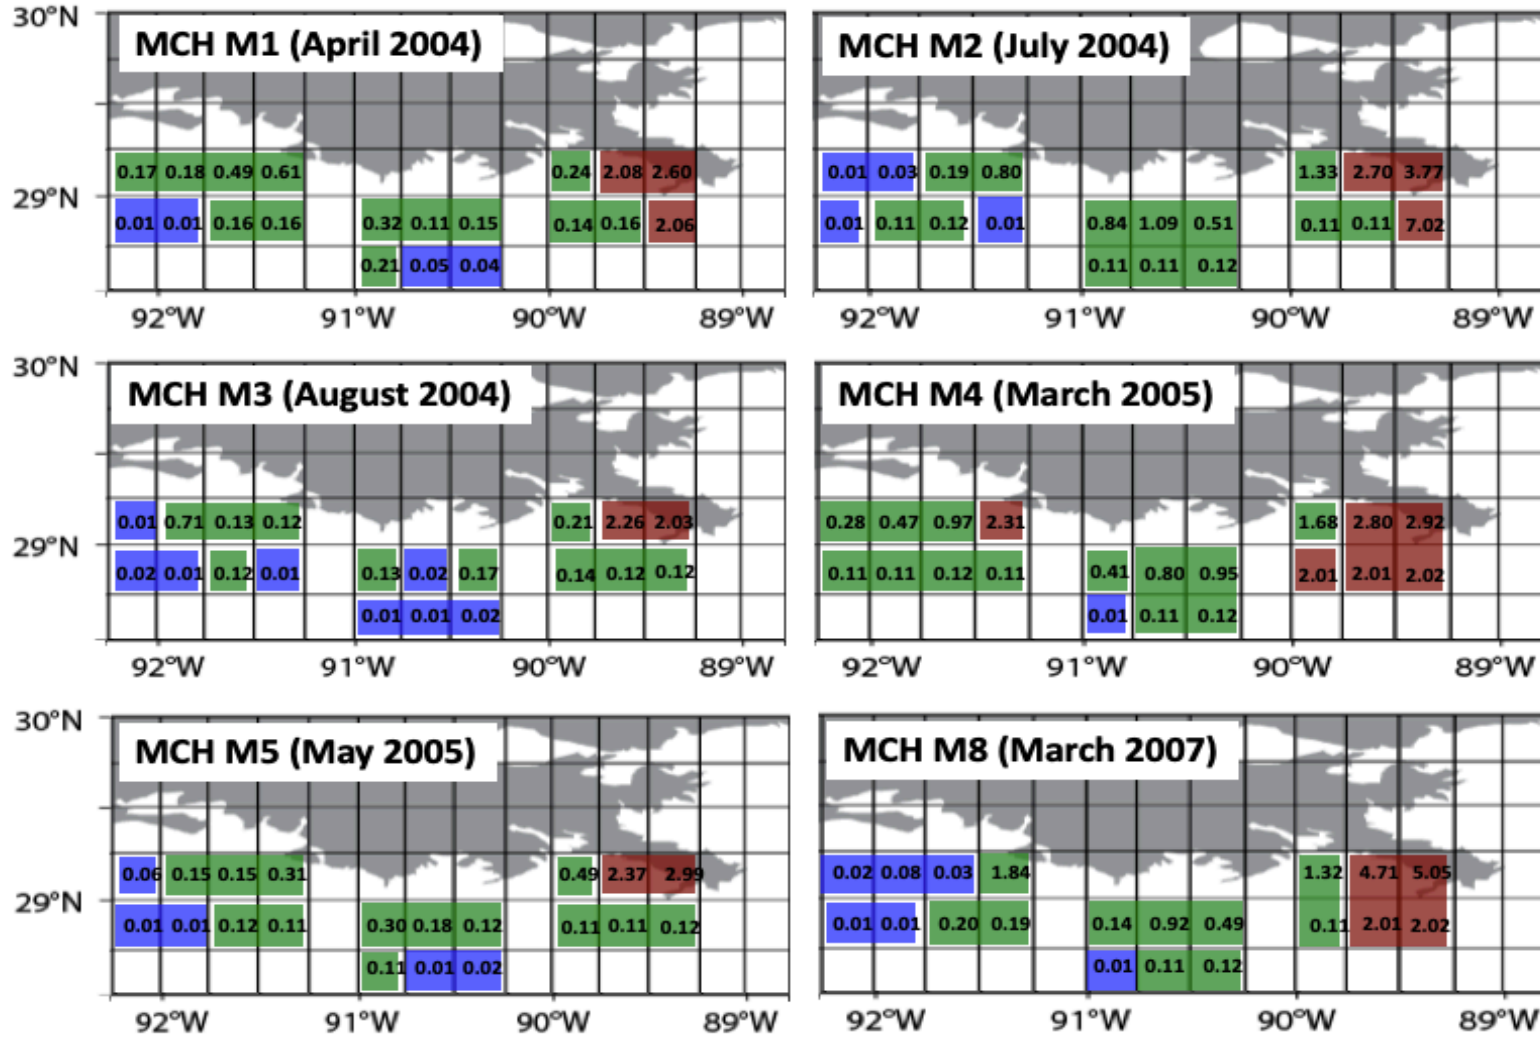 30°N
MCH M1 (April 2004)
MCH M2 (July 2004)
0.17 0.18 0.49 0.61 0.24 2.08 2.60
0.01 0.03 0.19 0.80 1.33 2.70 3.77
29°N
0.01 0.01 0.16 0.16 0.32 0.11 0.15 0.14 0.16 2.06
0.01 0.11 0.12 0.01 0.84 1.09 0.51 0.11 0.11 7.02
0.21 0.05 0.04
0.11 0.11 0.12
92°W 91°W 90°W 89°W
92°W 91°W 90°W 89°W
30°N
MCH M3 (August 2004)
MCH M4 (March 2005)
0.01 0.71 0.13 0.12 0.21 2.26 2.03
0.28 0.47 0.97 2.31 1.68 2.80 2.92
29°N
0.02 0.01 0.12 0.01 0.13 0.02 0.17 0.14 0.12 0.12
0.11 0.11 0.12 0.11 0.41 0.80 0.95 2.01 2.01 2.02
0.01 0.01 0.02
0.01 0.11 0.12
92°W 91°W 90°W 89°W
92°W 91°W 90°W 89°W
30°N
MCH M5 (May 2005)
MCH M8 (March 2007)
0.06 0.15 0.15 0.31 0.49 2.37 2.99
0.02 0.08 0.03 1.84 1.32 4.71 5.05
29°N
0.01 0.01 0.12 0.11 0.30 0.18 0.12 0.11 0.11 0.12
0.01 0.01 0.20 0.19 0.14 0.92 0.49 0.11 2.01 2.02
0.11 0.01 0.02
0.01 0.11 0.12
92°W 91°W 90°W 89°W
92°W 91°W 90°W 89°W